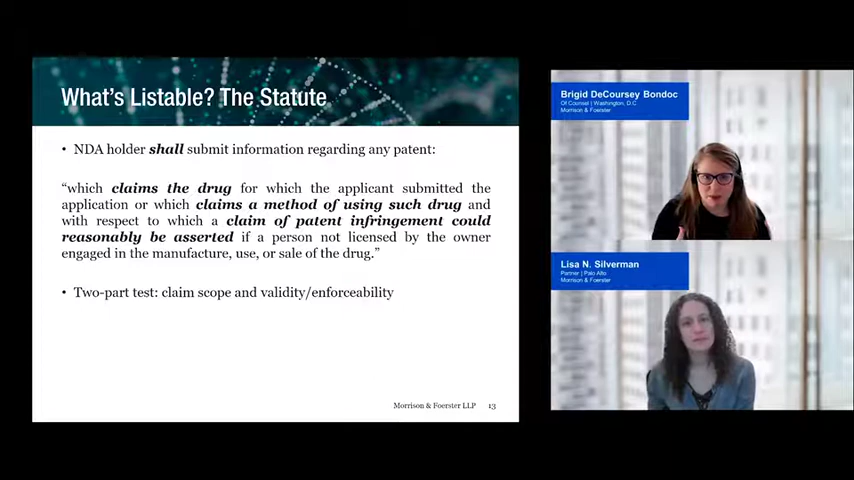 What's Listable? The Statute
• NDA holder shall submit information regarding any patent:
"which claims the drug for which the applicant submitted the
application or which claims a method of using such drug and
with respect to which a claim of patent infringement could
reasonably be asserted if a person not licensed by the owner
engaged in the manufacture, use, or sale of the drug."
• Two-part test: claim scope and validity/enforceability
Morrison & Foerster LLP 13
Brigid DeCoursey Bondoc
Of Counsel | Washington, D.C
Morrison & Foerster
Lisa N. Silverman
Partner | Palo Alto
Morrison & Foerster